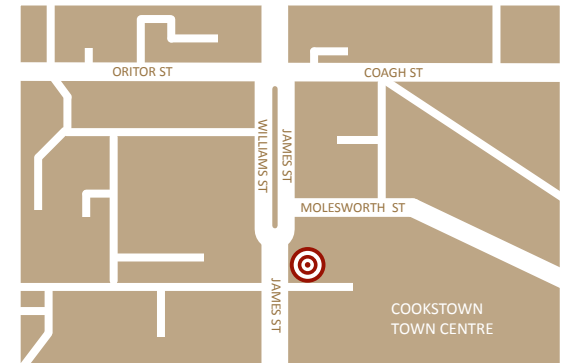 ORITOR ST
COAGH ST
WILLIAMS ST
JAMES ST
MOLESWORTH ST
JAMES ST
COOKSTOWN
TOWN CENTRE